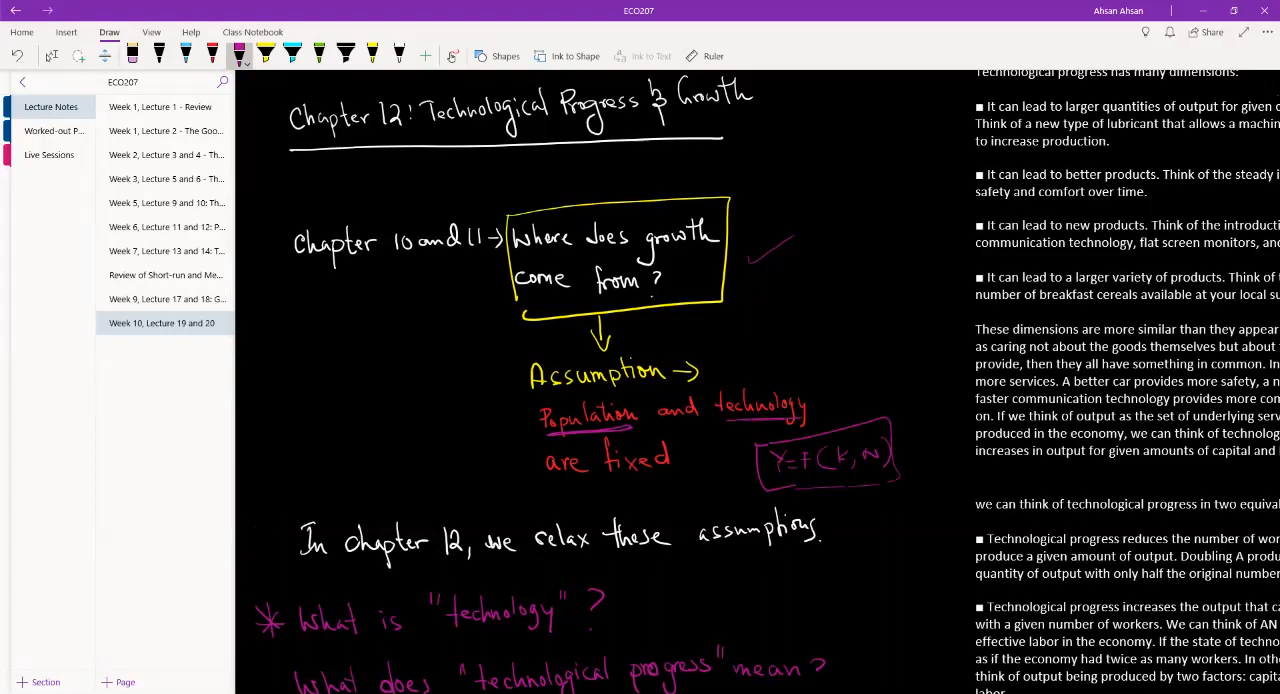 ECO207
Ahsan Ahsan
Home
Insert
Draw
View
Help
Class Notebook
Share
Shapes
Ink to Shape
Ink to Text
Ruler
ECO207
Lecture Notes
Worked-out P...
Live Sessions
Week 1, Lecture 1 - Review
Week 1, Lecture 2 - The Goo...
Week 2, Lecture 3 and 4 - Th...
Week 3, Lecture 5 and 6 - Th...
Week 5, Lecture 9 and 10: Th...
Week 6, Lecture 11 and 12: P...
Week 7, Lecture 13 and 14: T...
Review of Short-run and Me...
Week 9, Lecture 17 and 18: G...
Week 10, Lecture 19 and 20
Section
Page
Chapter 12: Technological Progress & Growth
Chapter 10 and 11 → Where does growth
come from?
Assumption →
Population and technology
are fixed
Y=F(K,N)
In chapter 12, we relax these assumptions.
* What is "technology"?
What does "technological progress" mean?
Technological progress has many dimensions:
■ It can lead to larger quantities of output for given
Think of a new type of lubricant that allows a machin
to increase production.
■ It can lead to better products. Think of the steady i
safety and comfort over time.
■ It can lead to new products. Think of the introducti
communication technology, flat screen monitors, an
■ It can lead to a larger variety of products. Think of
number of breakfast cereals available at your local su
These dimensions are more similar than they appear
as caring not about the goods themselves but about
provide, then they all have something in common. In
more services. A better car provides more safety, a n
faster communication technology provides more com
on. If we think of output as the set of underlying serv
produced in the economy, we can think of technolog
increases in output for given amounts of capital and
we can think of technological progress in two equival
■ Technological progress reduces the number of wor
produce a given amount of output. Doubling A produ
quantity of output with only half the original number
■ Technological progress increases the output that ca
with a given number of workers. We can think of AN
effective labor in the economy. If the state of techno
as if the economy had twice as many workers. In othe
think of output being produced by two factors: capit
labor.